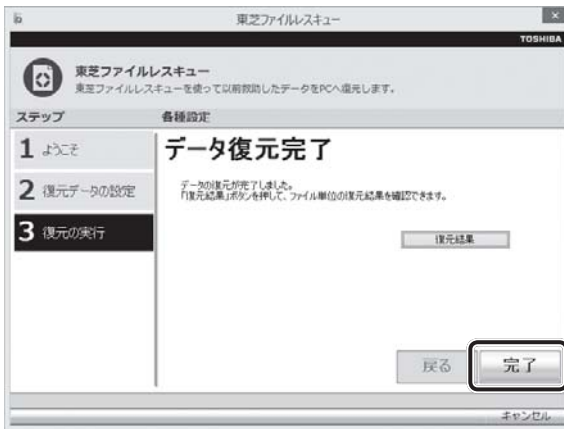 東芝ファイルレスキュー
TOSHIBA
東芝ファイルレスキュー
東芝ファイルレスキューを使って以前救助したデータをPCへ復元します。
ステップ
各種設定
1 ようこそ
2 復元データの設定
3 復元の実行
データ復元完了
データの復元が完了しました。
「復元結果」ボタンを押して、ファイル単位の復元結果を確認できます。
復元結果
戻る
完了
キャンセル